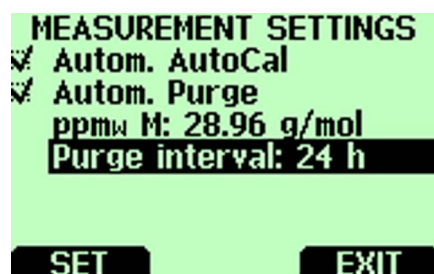 MEASUREMENT SETTINGS
Autom. AutoCal
Autom. Purge
ppmw M: 28.96 g/mol
Purge interval: 24 h
SET EXIT